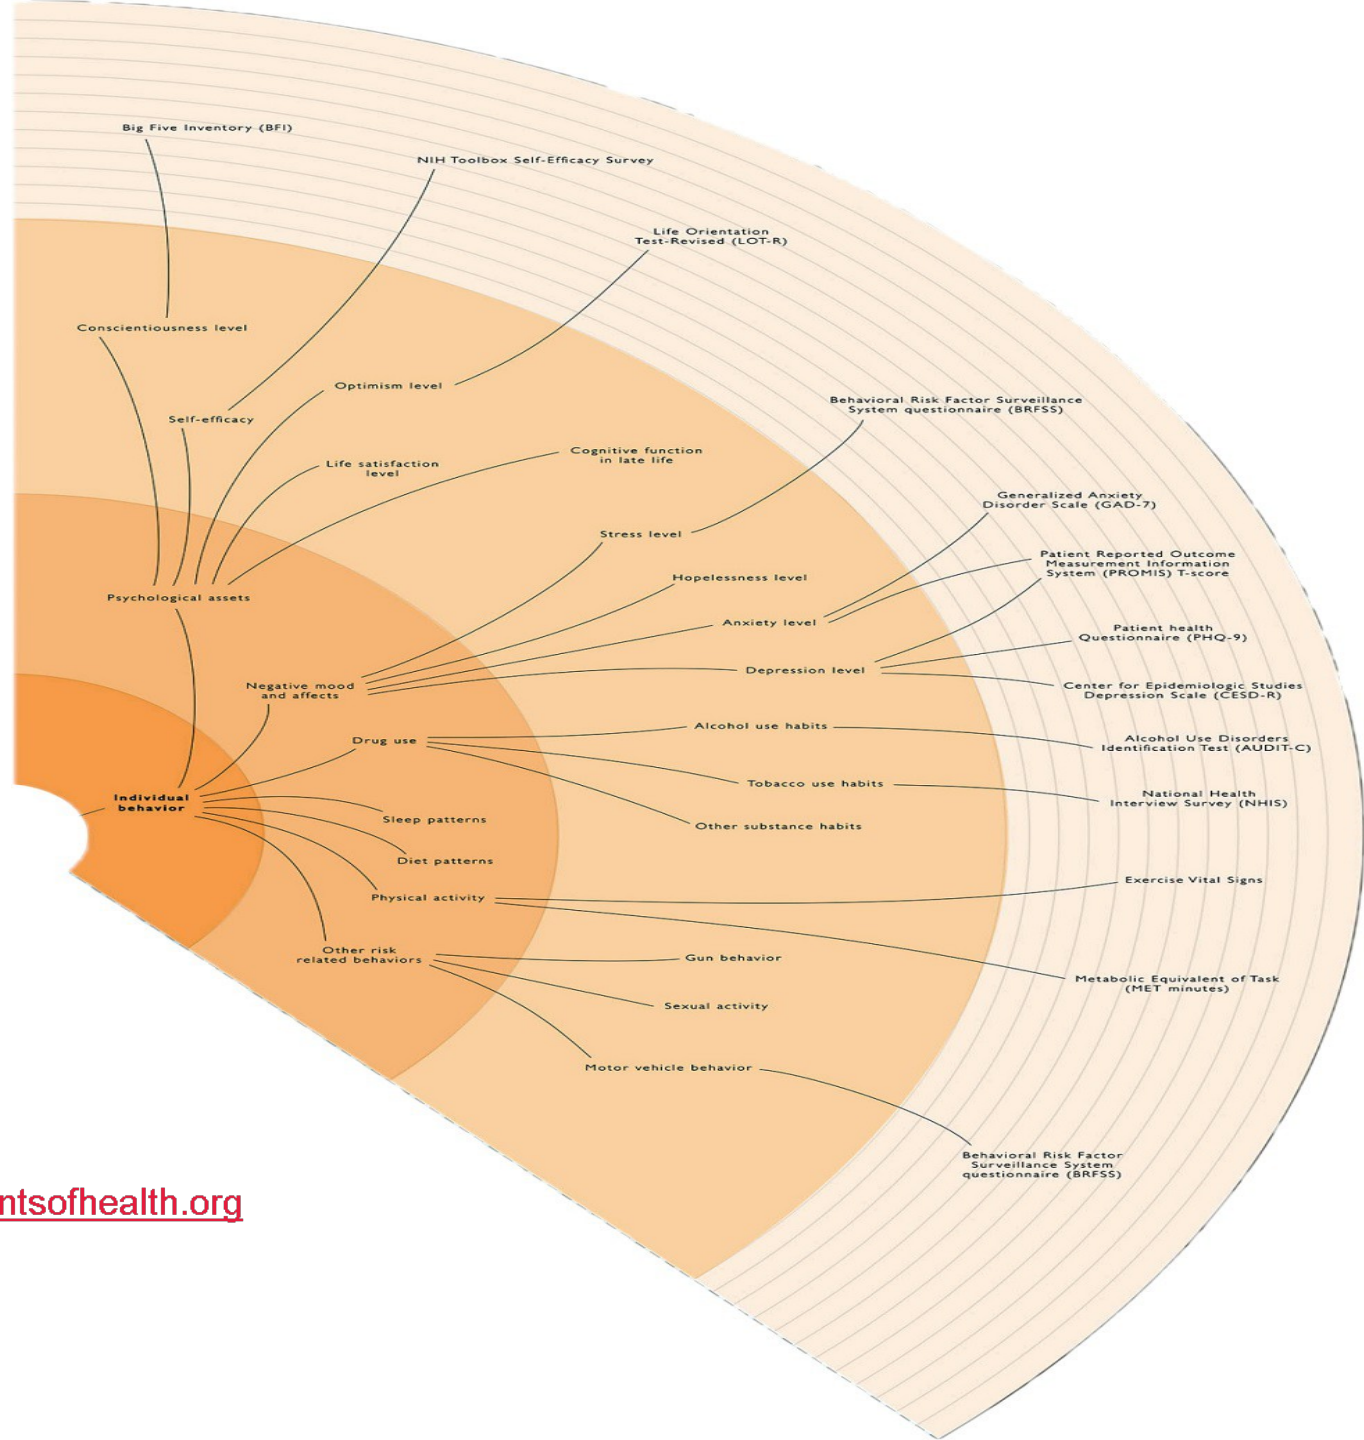 Big Five Inventory (BFI)
NIH Toolbox Self-Efficacy Survey
Life Orientation
Test-Revised (LOT-R)
Conscientiousness level
Optimism level
Self-efficacy
Behavioral Risk Factor Surveillance
System questionnaire (BRFSS)
Life satisfaction
level
Cognitive function
in late life
Generalized Anxiety
Disorder Scale (GAD-7)
Stress level
Patient Reported Outcome
Measurement Information
System (PROMIS) T-score
Hopelessness level
Psychological assets
Anxiety level
Patient health
Questionnaire (PHQ-9)
Depression level
Negative mood
and affects
Center for Epidemiologic Studies
Depression Scale (CESD-R)
Alcohol use habits
Drug use
Alcohol Use Disorders
Identification Test (AUDIT-C)
Tobacco use habits
National Health
Interview Survey (NHIS)
Individual
behavior
Sleep patterns
Other substance habits
Diet patterns
Exercise Vital Signs
Physical activity
Other risk
related behaviors
Gun behavior
Metabolic Equivalent of Task
(MET minutes)
Sexual activity
Motor vehicle behavior
Behavioral Risk Factor
Surveillance System
questionnaire (BRFSS)
ntsofhealth.org